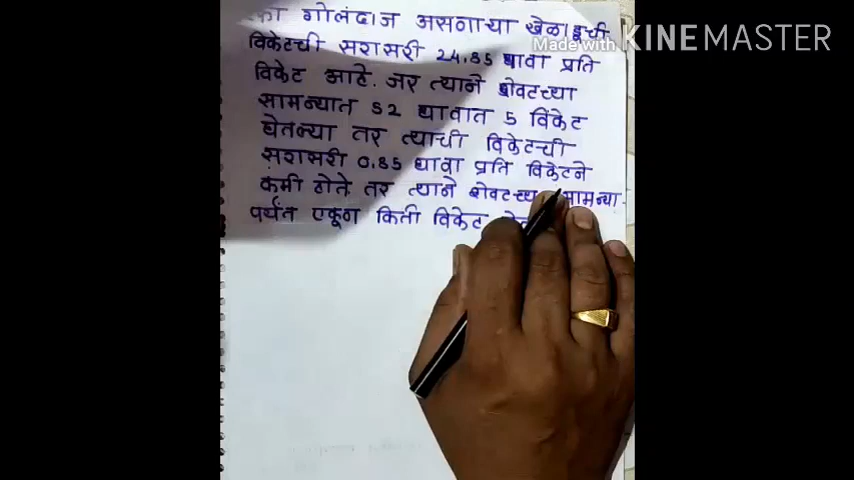 एका गोलंदाज असणाऱ्या खेळाडूची
विकेटची सरासरी 24.85 धावा प्रति
विकेट आहे. जर त्याने शेवटच्या
सामन्यात 52 धावात 5 विकेट
घेतल्या तर त्याची विकेटची
सरासरी 0.85 धावा प्रति विकेटने
कमी होते तर त्याने शेवटच्या सामन्या
पर्यंत एकूण किती विकेट
Made with KINEMASTER